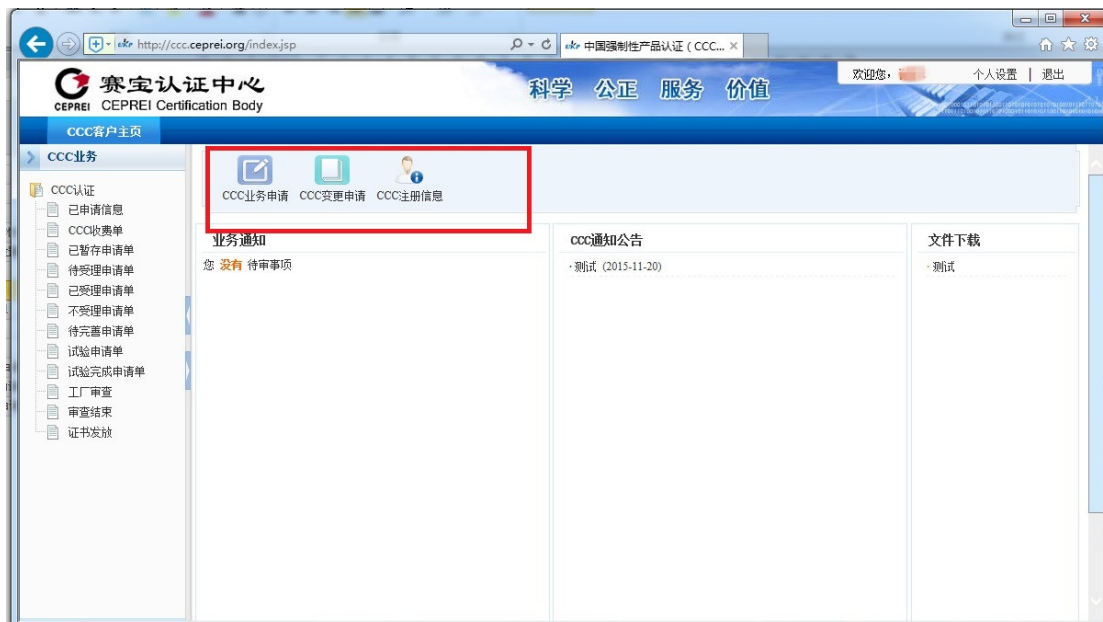 http://ccc.ceprei.org/index.jsp
中国强制性产品认证 ( CCC...
赛宝认证中心
CEPREI CEPREI Certification Body
科学 公正 服务 价值
欢迎您，
个人设置 | 退出
CCC客户主页
CCC业务
CCC认证
已申请信息
CCC收费单
已暂存申请单
待受理申请单
已受理申请单
不受理申请单
待完善申请单
试验申请单
试验完成申请单
工厂审查
审查结束
证书发放
CCC业务申请 CCC变更申请 CCC注册信息
业务通知
您 没有 待审事项
ccc通知公告
·测试 (2015-11-20)
文件下载
·测试